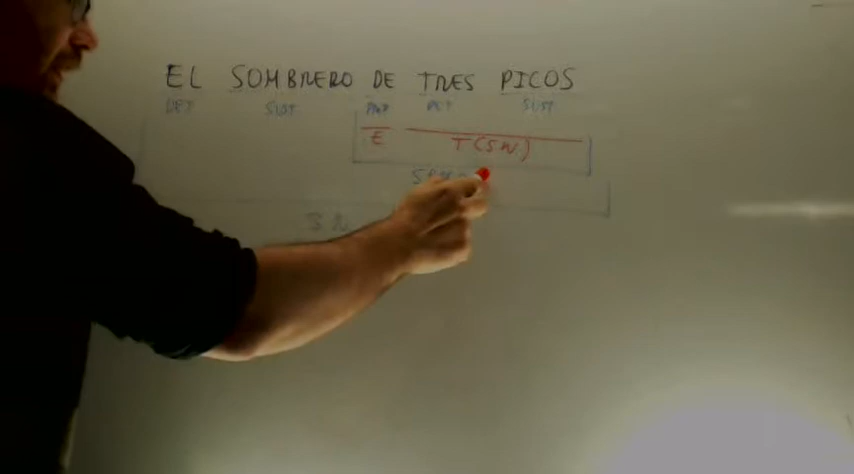 EL SOMBRERO DE TRES PICOS
DET SUST PREP DET SUST
E T (S.N.)
S.N.